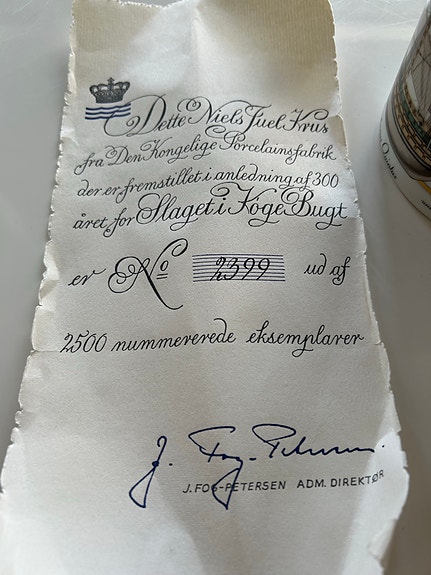 Dette Niels Juel Krus
fra Den Kongelige Porcelainsfabrik
der er fremstillet i anledning af 300
året for Slaget i Køge Bugt
er No 2399 ud af
2500 nummererede eksemplarer
J. Fog-Petersen
J. FOG-PETERSEN ADM. DIREKTØR